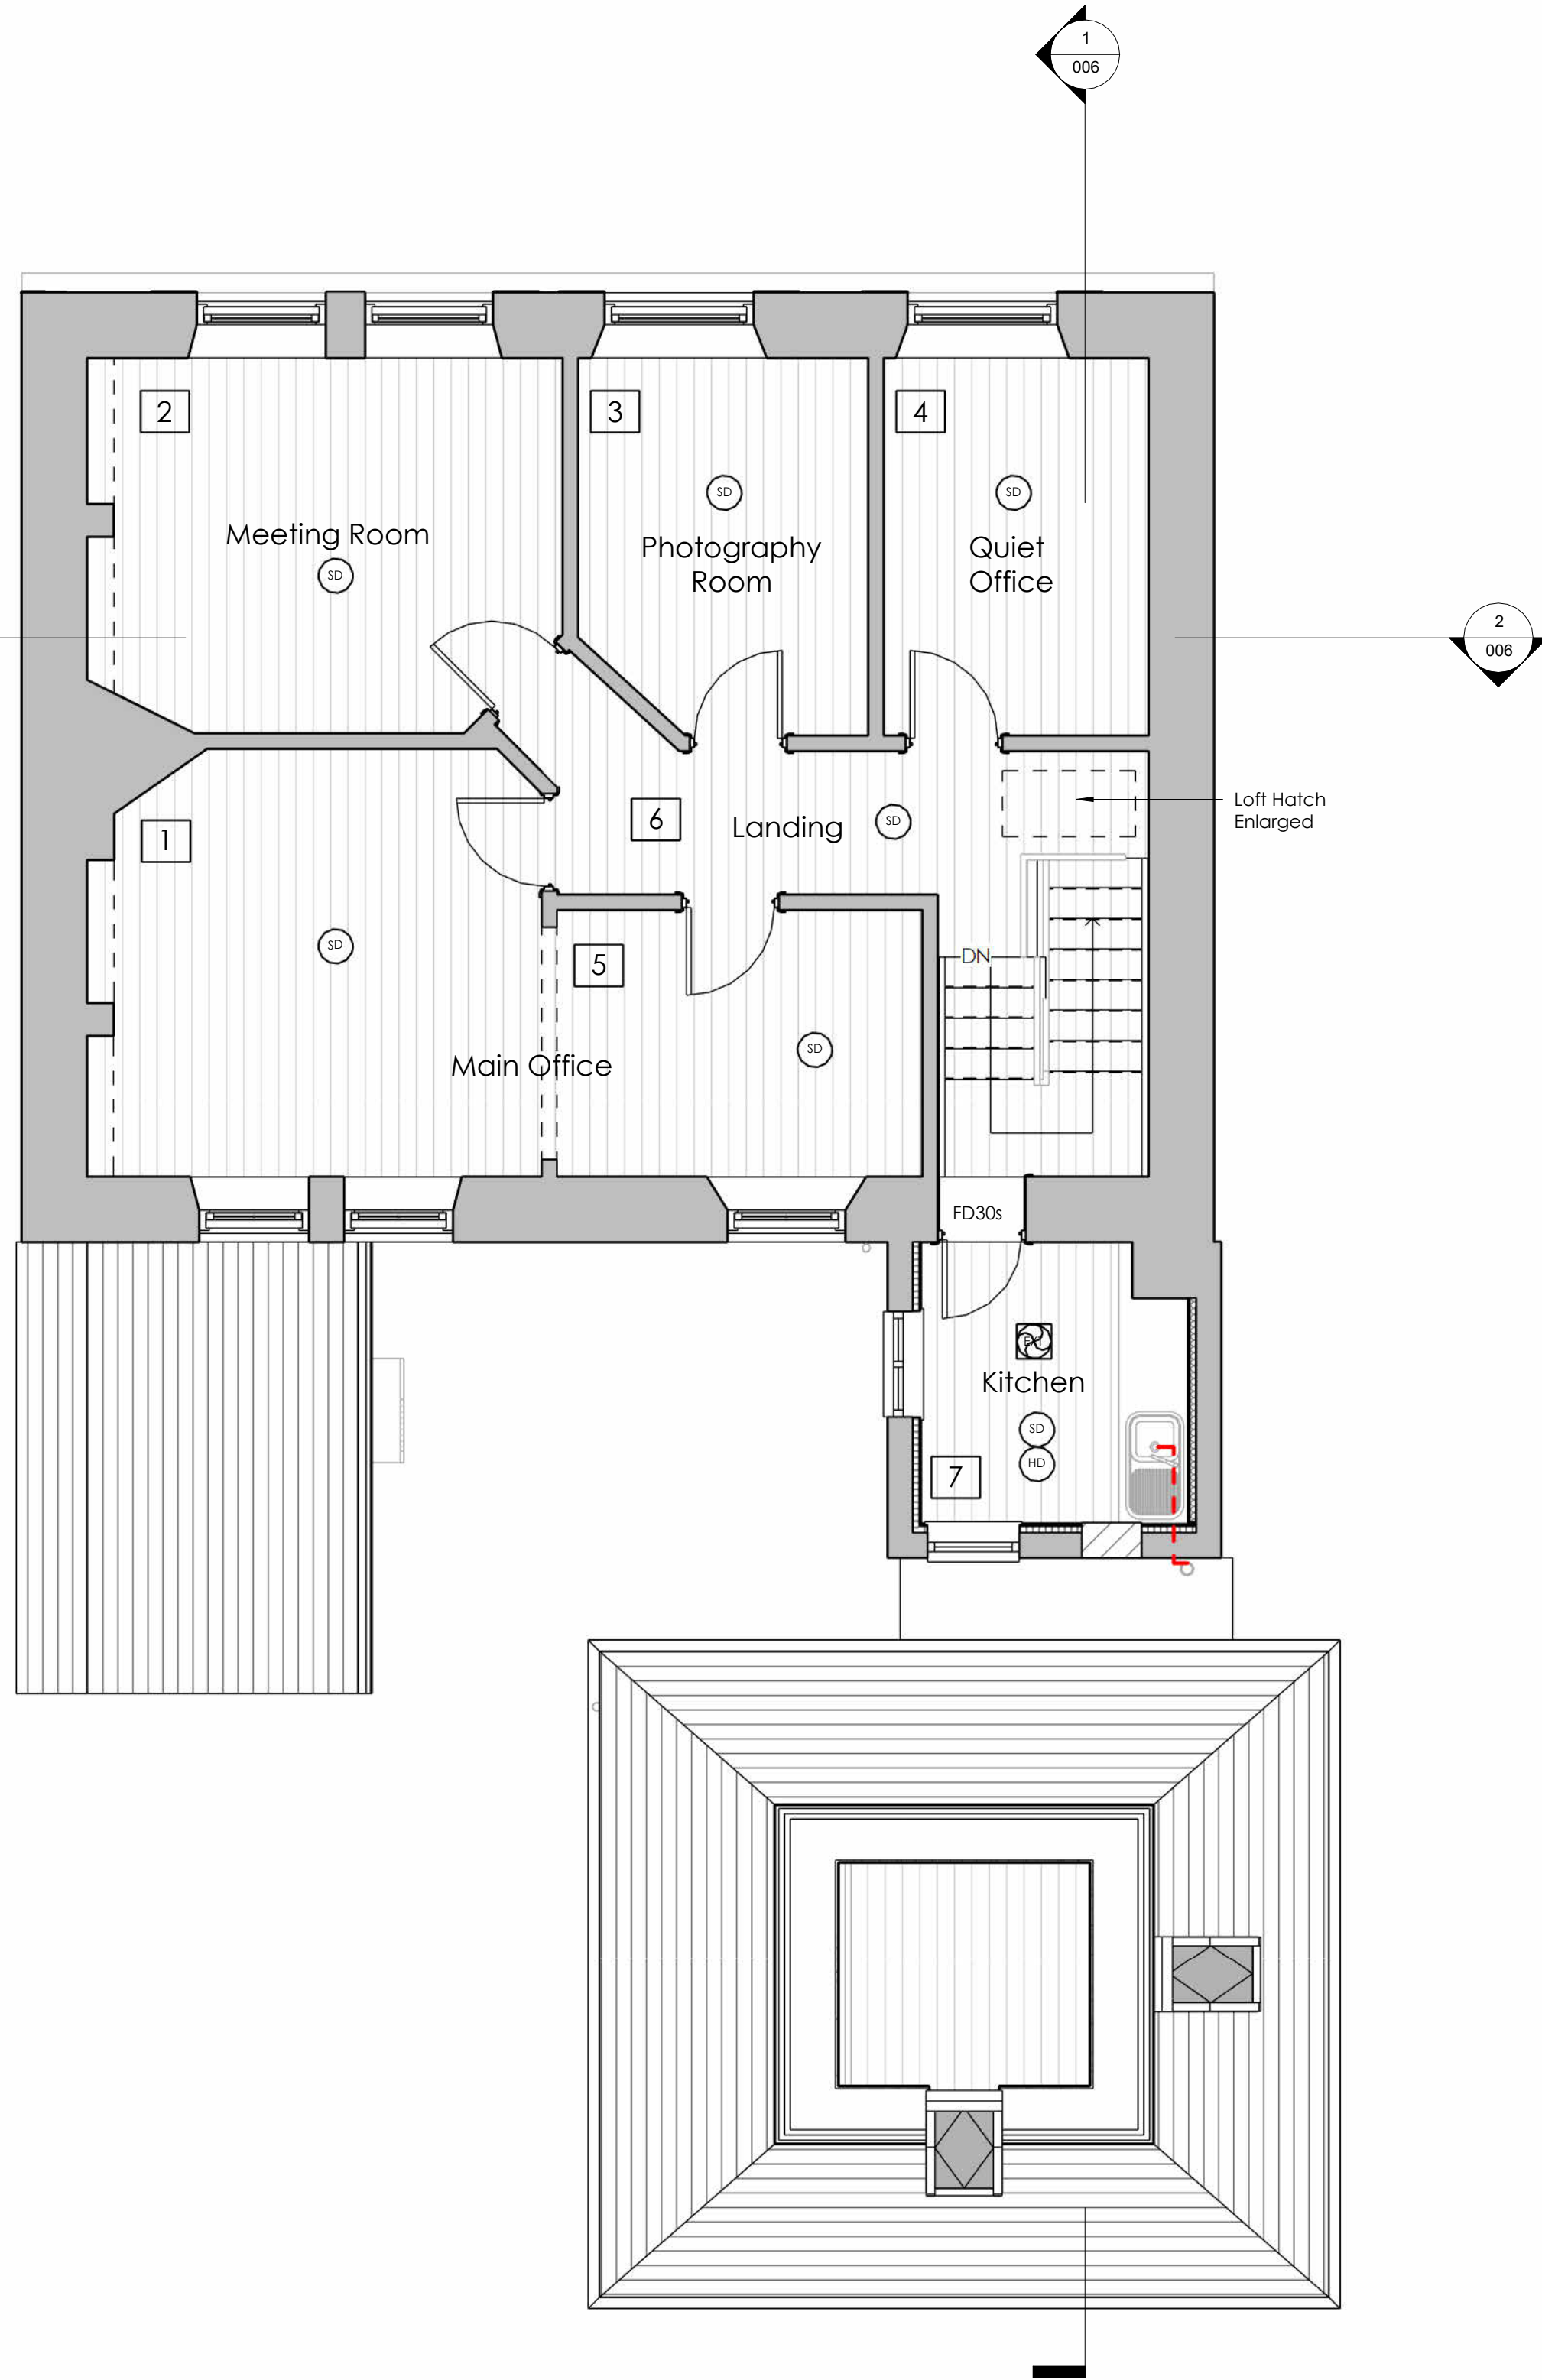 1
006
2
3
4
SD
SD
Meeting Room
Photography
Room
Quiet
Office
SD
2
006
Loft Hatch
Enlarged
1
6
Landing
SD
SD
5
DN
SD
Main Office
FD30s
EXT
Kitchen
SD
HD
7